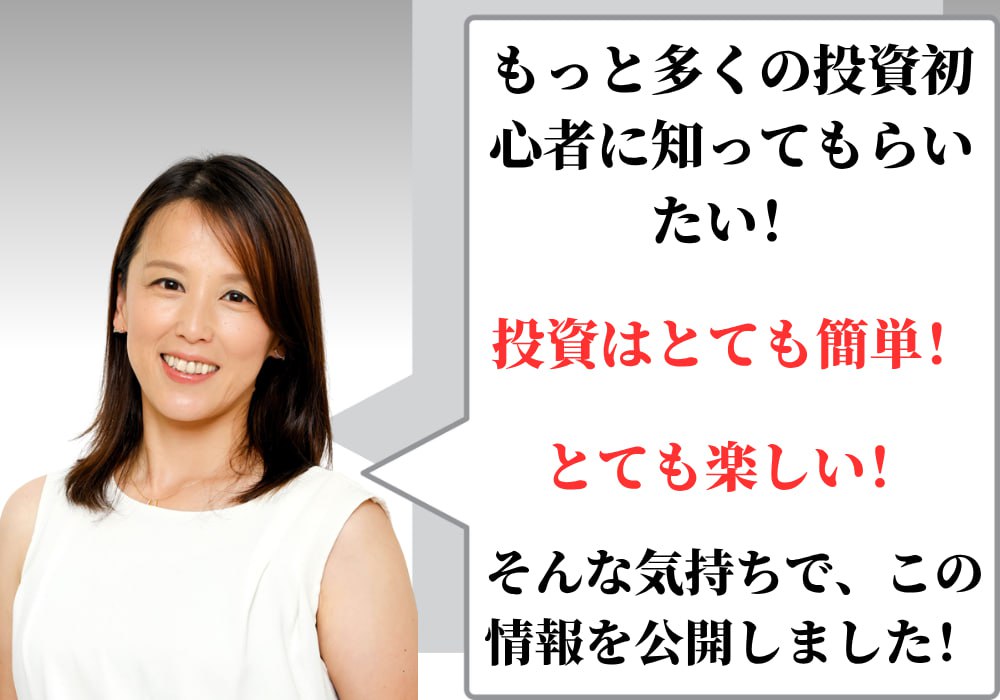 もっと多くの投資初
心者に知ってもらい
たい!
投資はとても簡単!
とても楽しい!
そんな気持ちで、この
情報を公開しました!